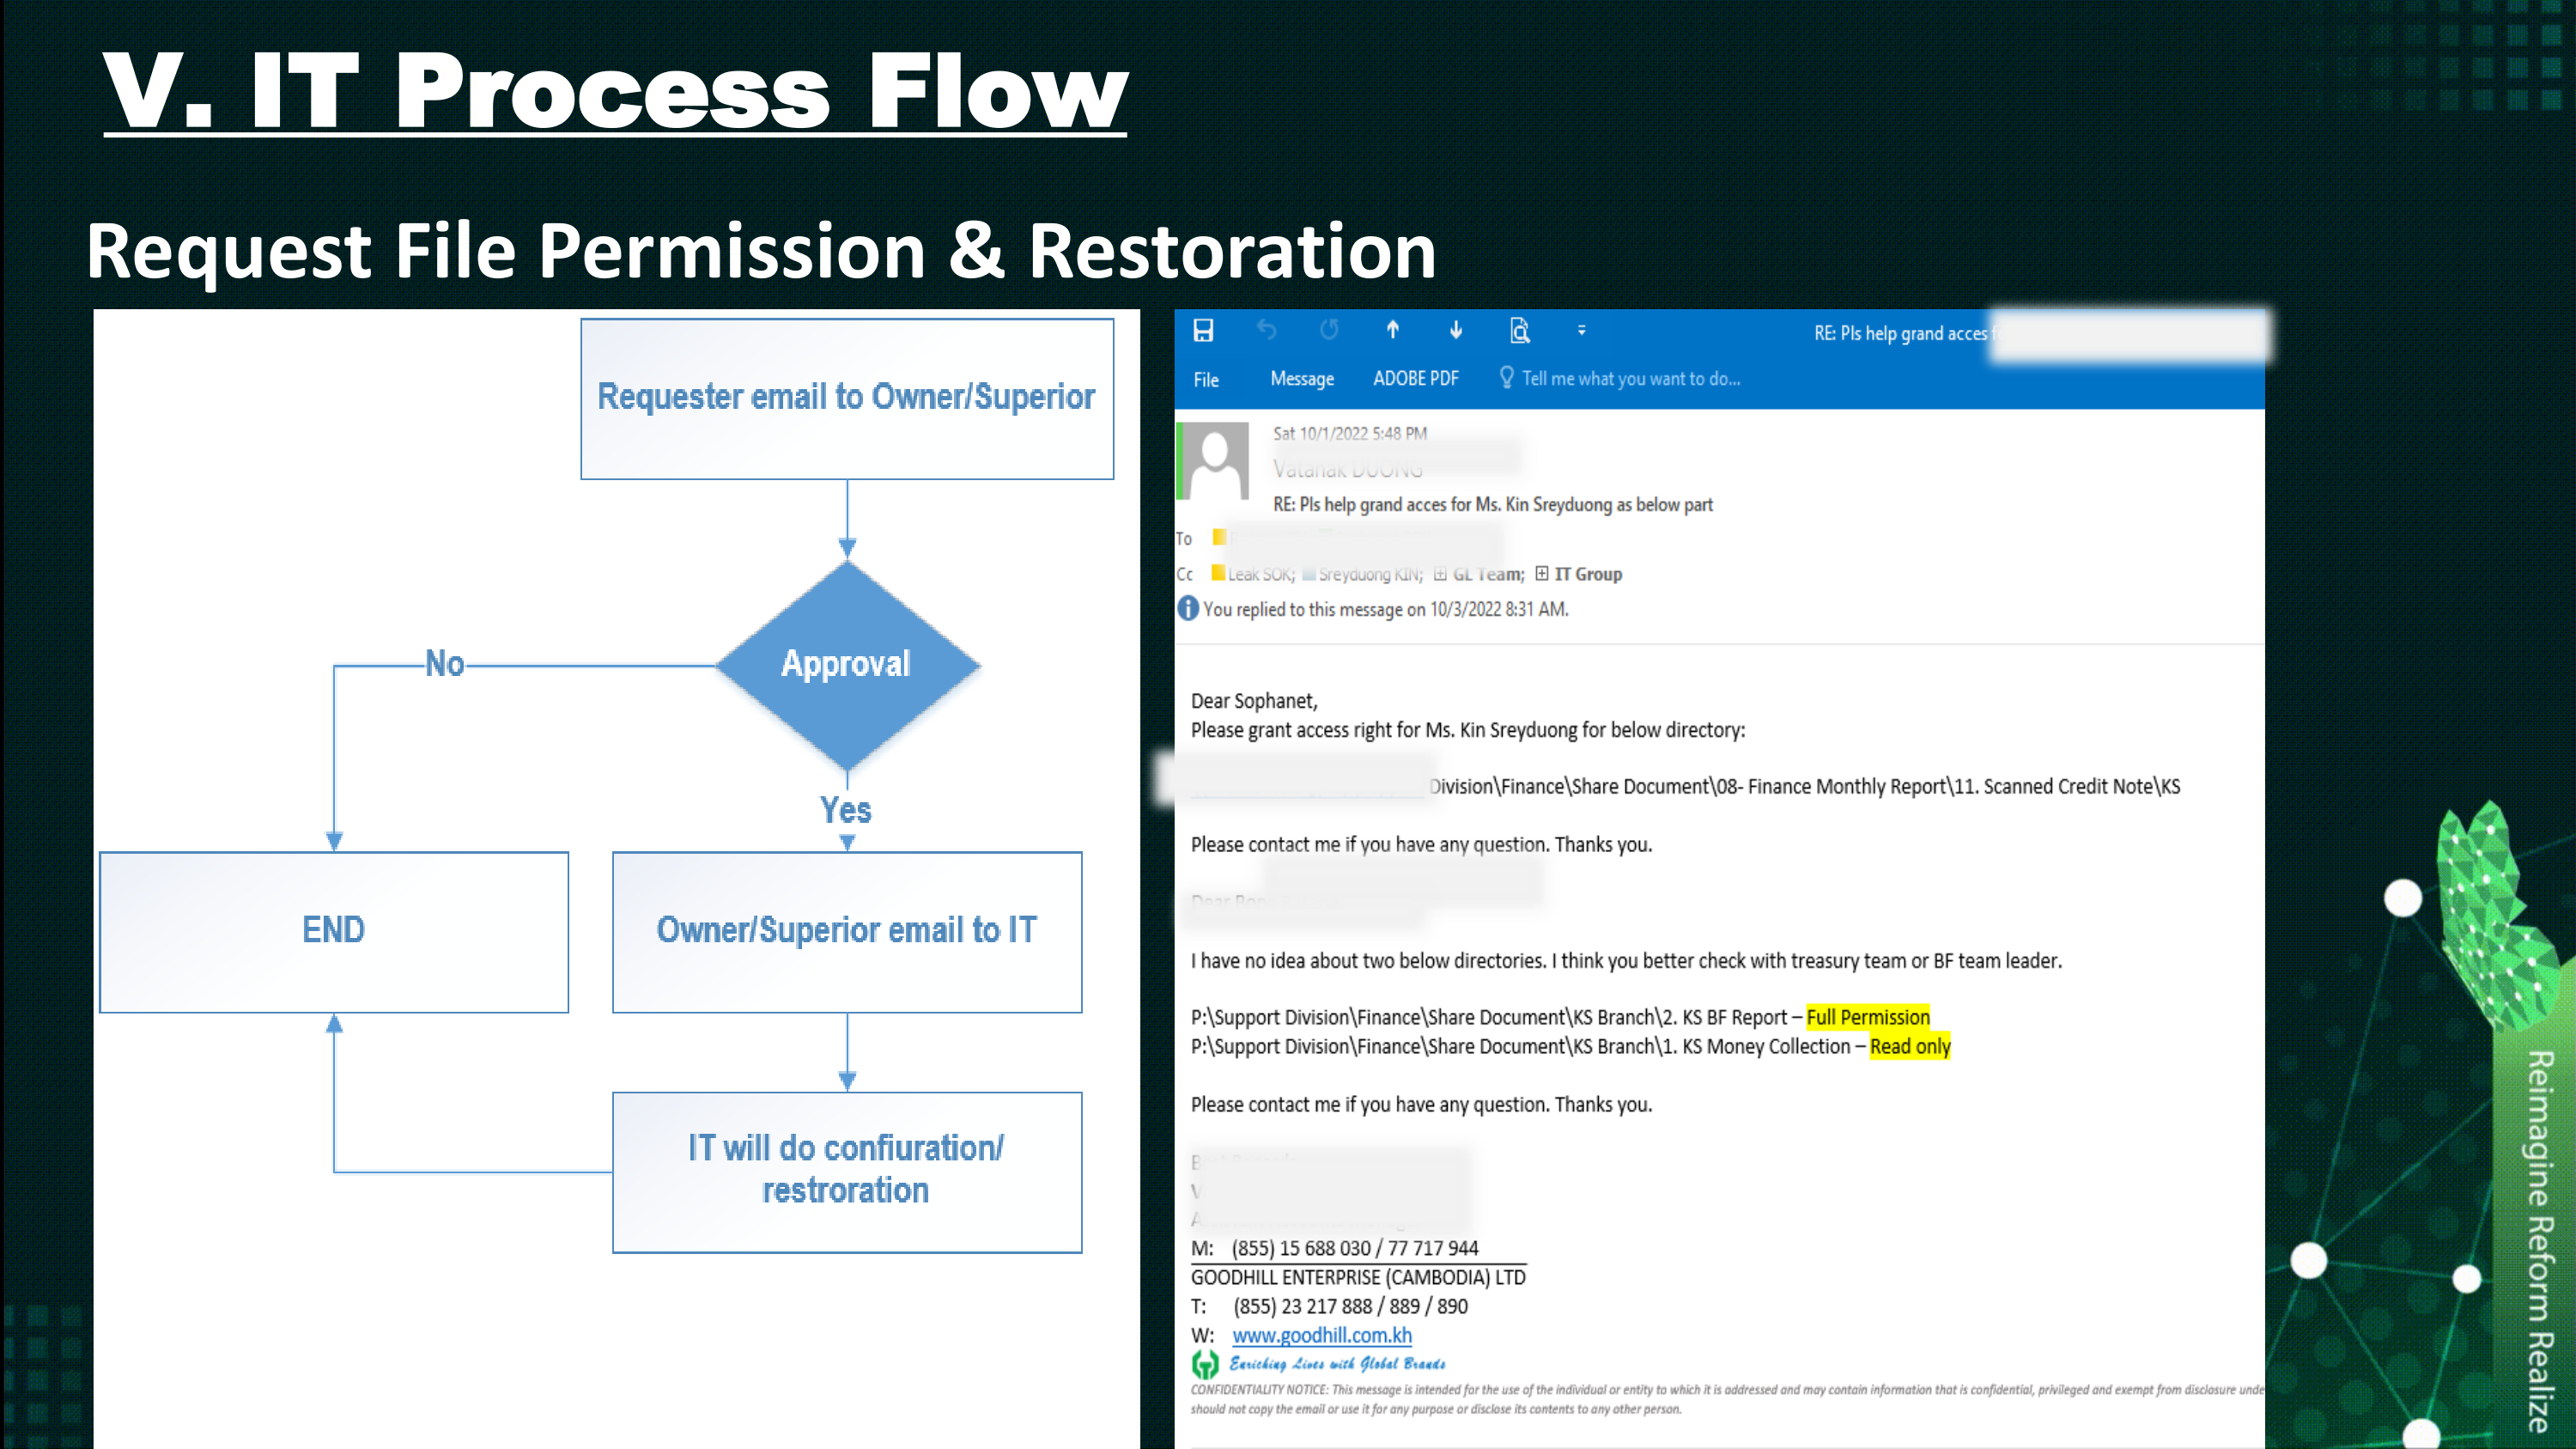 V. IT Process Flow
Request File Permission & Restoration
Requester email to Owner/Superior
Approval
No
Yes
END
Owner/Superior email to IT
IT will do confiuration/
restroration
RE: Pls help grand acces
File Message ADOBE PDF Tell me what you want to do...
Sat 10/1/2022 5:48 PM
Vatanak DUONG
RE: Pls help grand acces for Ms. Kin Sreyduong as below part
To
Cc Leak SOK; Sreyduong KIN; GL Team; IT Group
You replied to this message on 10/3/2022 8:31 AM.
Dear Sophanet,
Please grant access right for Ms. Kin Sreyduong for below directory:
Division\Finance\Share Document\08- Finance Monthly Report\11. Scanned Credit Note\KS
Please contact me if you have any question. Thanks you.
Dear
I have no idea about two below directories. I think you better check with treasury team or BF team leader.
P:\Support Division\Finance\Share Document\KS Branch\2. KS BF Report – Full Permission
P:\Support Division\Finance\Share Document\KS Branch\1. KS Money Collection – Read only
Please contact me if you have any question. Thanks you.
M: (855) 15 688 030 / 77 717 944
GOODHILL ENTERPRISE (CAMBODIA) LTD
T: (855) 23 217 888 / 889 / 890
W: www.goodhill.com.kh
Enriching Lives with Global Brands
CONFIDENTIALITY NOTICE: This message is intended for the use of the individual or entity to which it is addressed and may contain information that is confidential, privileged and exempt from disclosure unde
should not copy the email or use it for any purpose or disclose its contents to any other person.
Reimagine Reform Realize